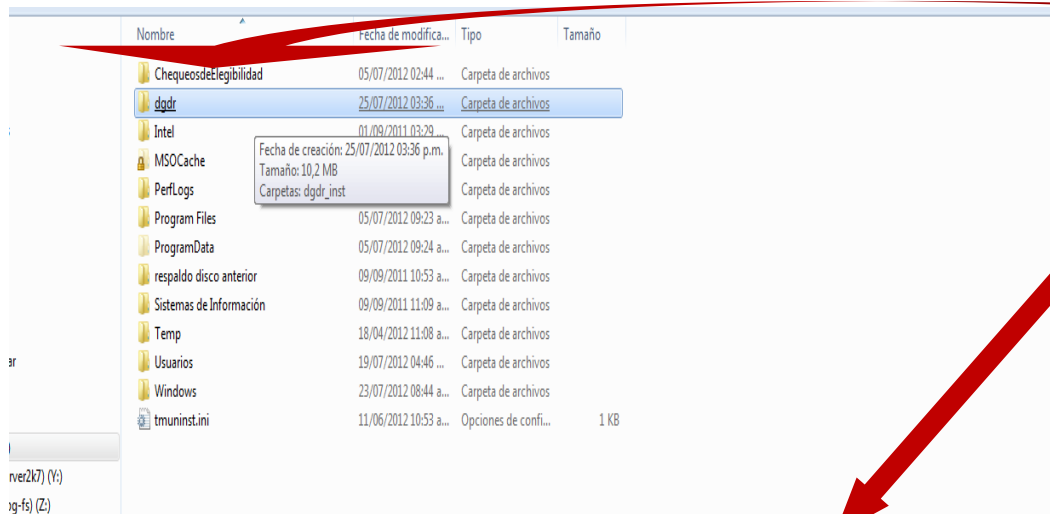 Nombre Fecha de modifica... Tipo Tamaño
ChequeosdeElegibilidad 05/07/2012 02:44 ... Carpeta de archivos
dgdr 25/07/2012 03:36 ... Carpeta de archivos
Intel 01/09/2011 03:29 ... Carpeta de archivos
MSOCache Carpeta de archivos
Fecha de creación: 25/07/2012 03:36 p.m.
Tamaño: 10,2 MB
Carpetas: dgdr_inst
PerfLogs Carpeta de archivos
Program Files 05/07/2012 09:23 a... Carpeta de archivos
ProgramData 05/07/2012 09:24 a... Carpeta de archivos
respaldo disco anterior 09/09/2011 10:53 a... Carpeta de archivos
Sistemas de Información 09/09/2011 11:09 a... Carpeta de archivos
Temp 18/04/2012 11:08 a... Carpeta de archivos
ar Usuarios 19/07/2012 04:46 ... Carpeta de archivos
Windows 23/07/2012 08:44 a... Carpeta de archivos
tmuninst.ini 11/06/2012 10:53 a... Opciones de confi... 1 KB
rver2k7) (Y:)
og-fs) (Z:)